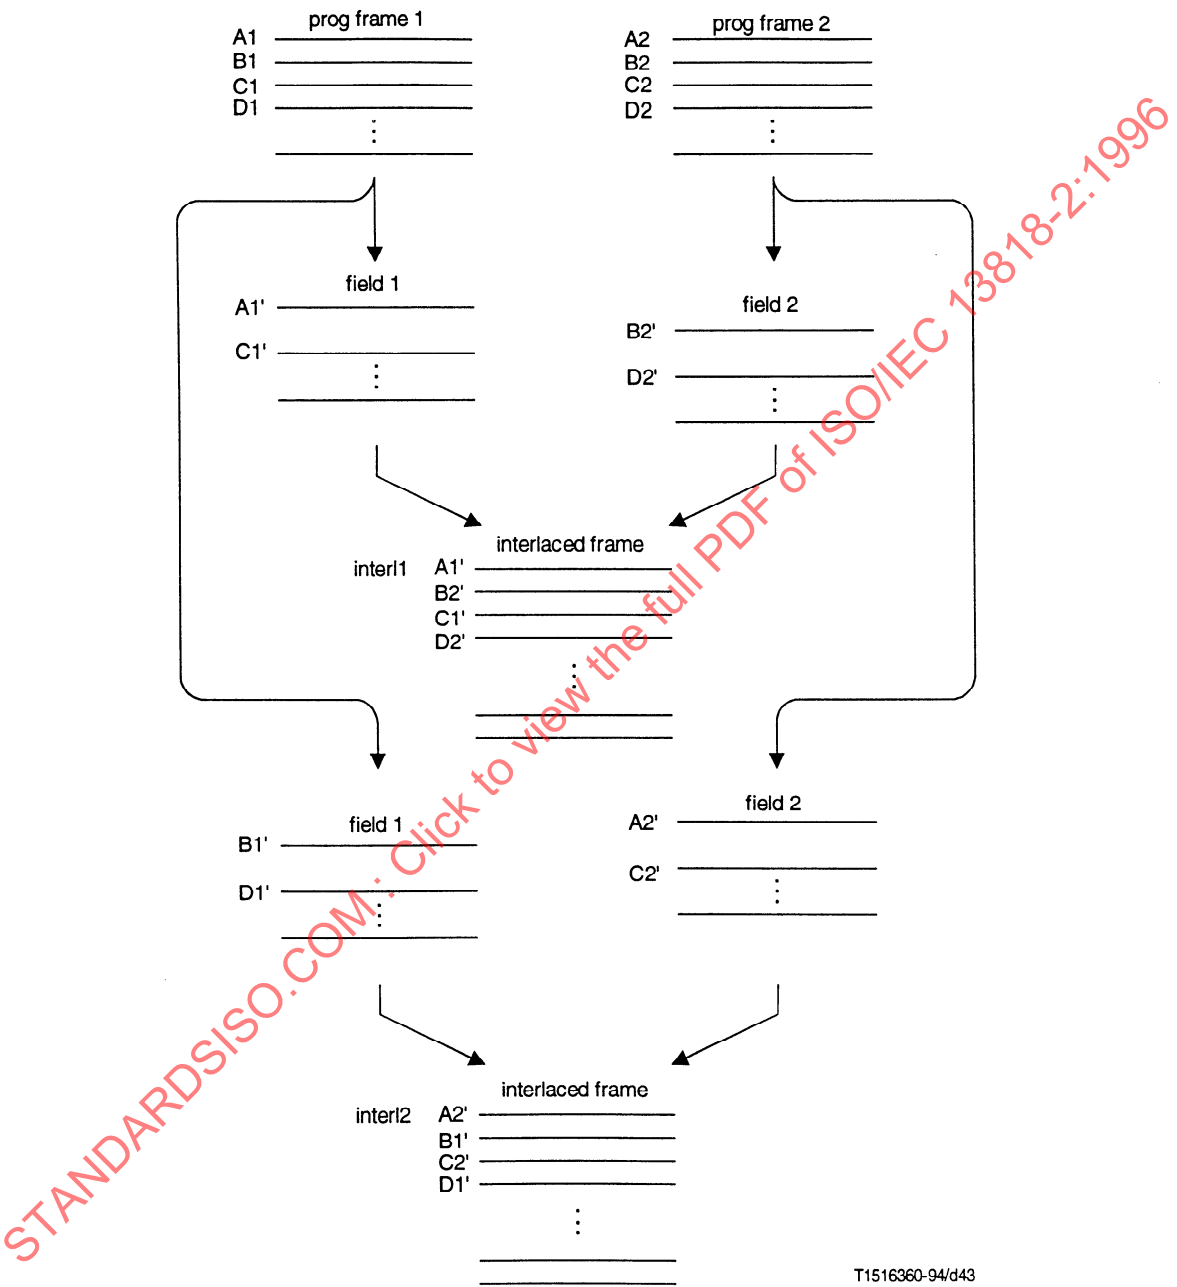 prog frame 1
A1
B1
C1
D1
prog frame 2
A2
B2
C2
D2
field 1
A1'
C1'
field 2
B2'
D2'
interlaced frame
interl1
A1'
B2'
C1'
D2'
field 1
B1'
D1'
field 2
A2'
C2'
interlaced frame
interl2
A2'
B1'
C2'
D1'
T1516360-94/d43
STANDARDSISO.COM : Click to view the full PDF of ISO/IEC 13818-2:1996